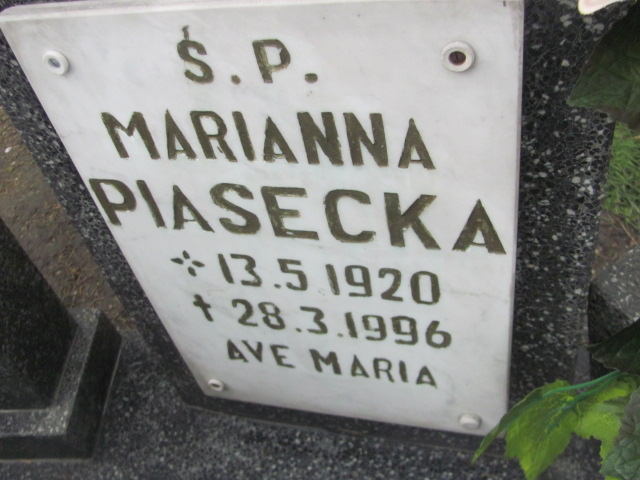 Ś.P.
MARIANNA
PIASECKA
* 13.5 1920
✝ 28.3.1996
AVE MARIA